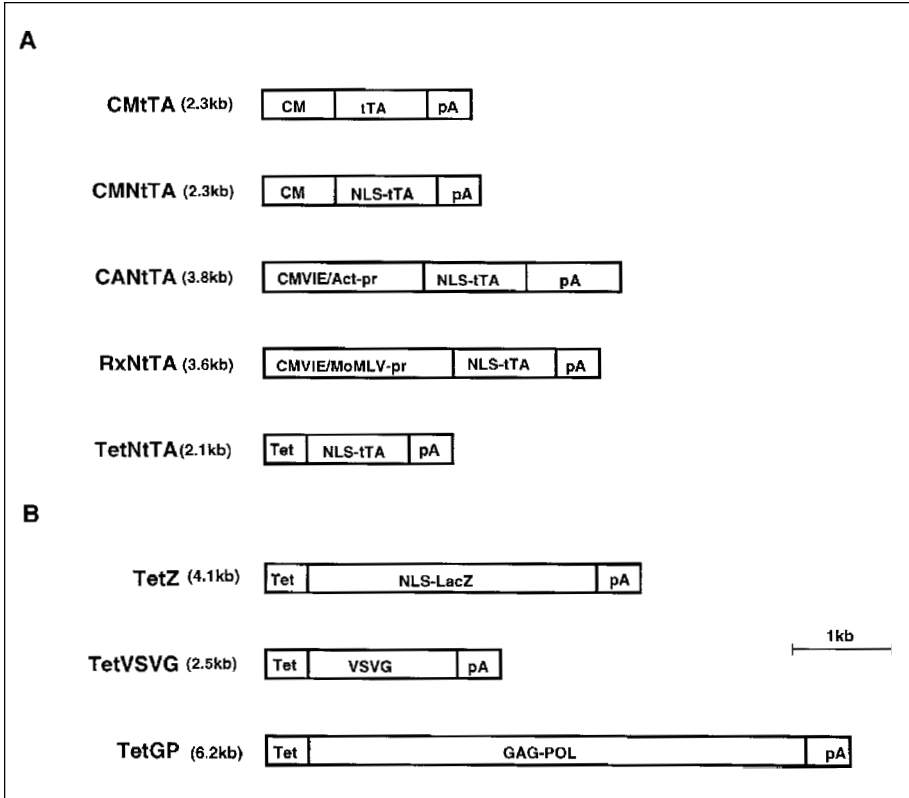 A
CMtTA (2.3kb) CM tTA pA
CMNtTA (2.3kb) CM NLS-tTA pA
CANtTA (3.8kb) CMVIE/Act-pr NLS-tTA pA
RxNtTA (3.6kb) CMVIE/MoMLV-pr NLS-tTA pA
TetNtTA(2.1kb) Tet NLS-tTA pA
B
TetZ (4.1kb) Tet NLS-LacZ pA
1kb
TetVSVG (2.5kb) Tet VSVG pA
TetGP (6.2kb) Tet GAG-POL pA